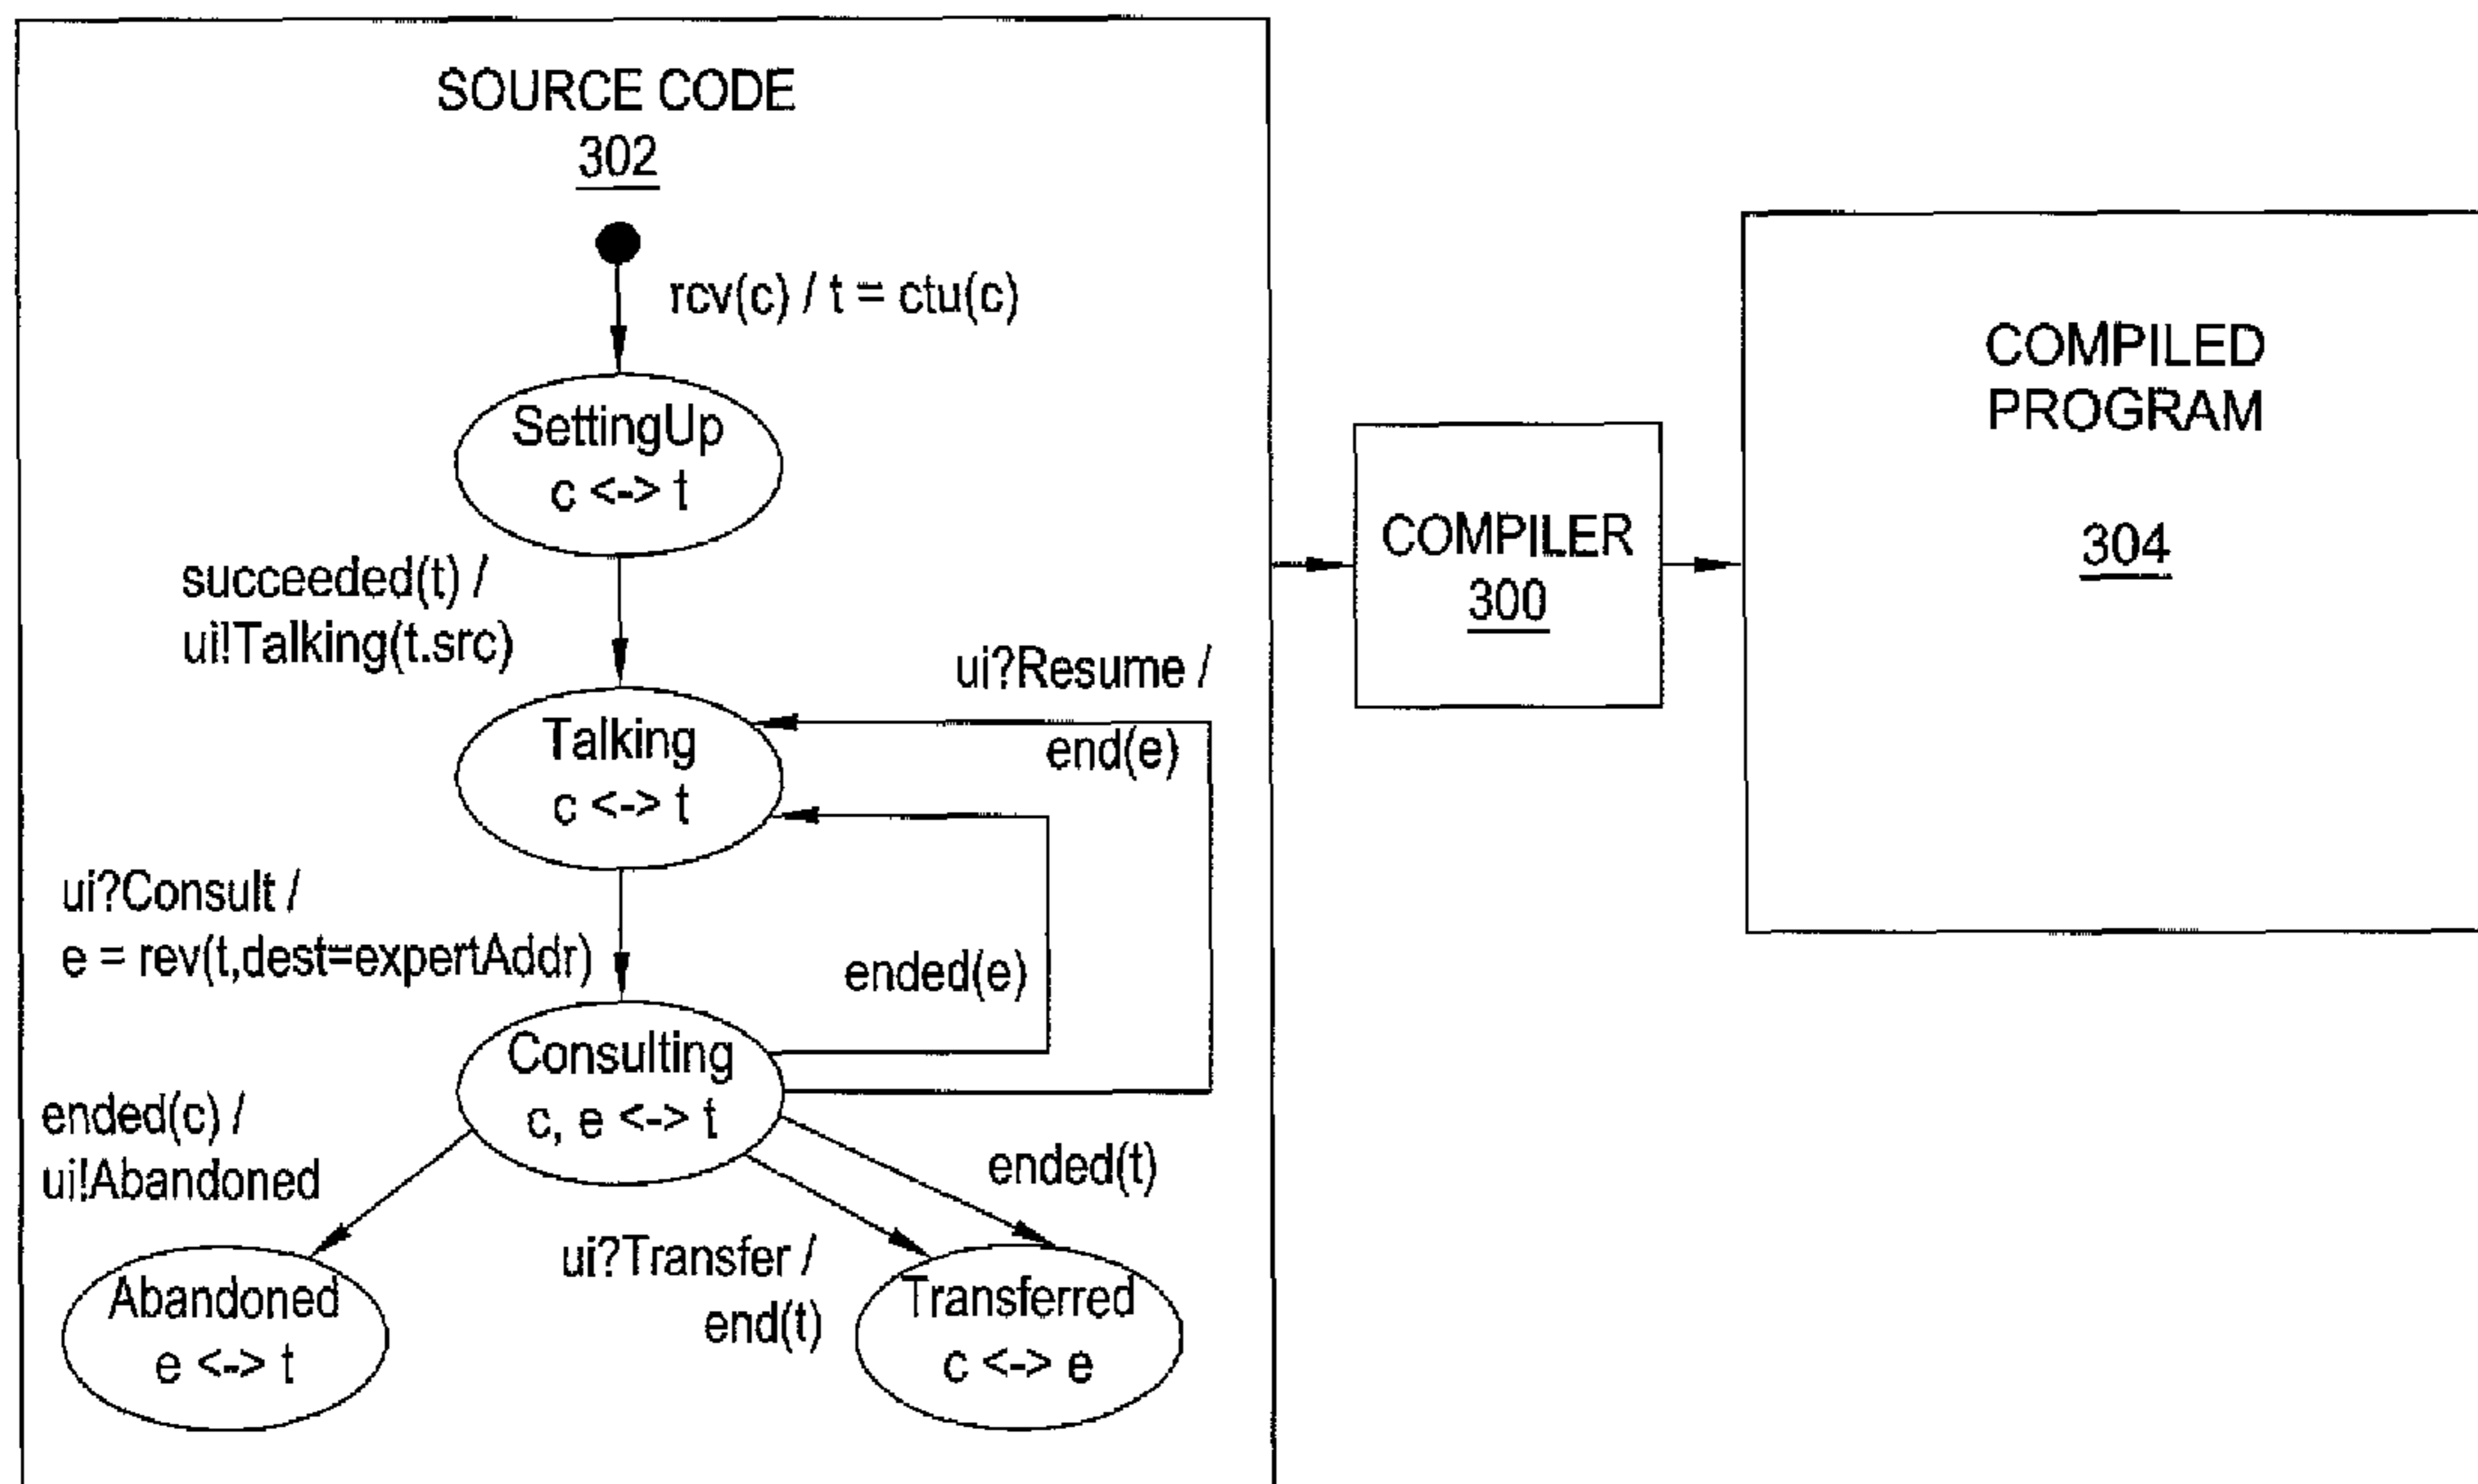 SOURCE CODE
302
rcv(c) / t = ctu(c)
SettingUp
c <-> t
succeeded(t) /
ui!Talking(t.src)
ui?Resume /
end(e)
Talking
c <-> t
ui?Consult /
e = rev(t,dest=expertAddr)
ended(e)
Consulting
c, e <-> t
ended(c) /
ui!Abandoned
ended(t)
ui?Transfer /
end(t)
Abandoned
e <-> t
Transferred
c <-> e
COMPILER
300
COMPILED
PROGRAM
304